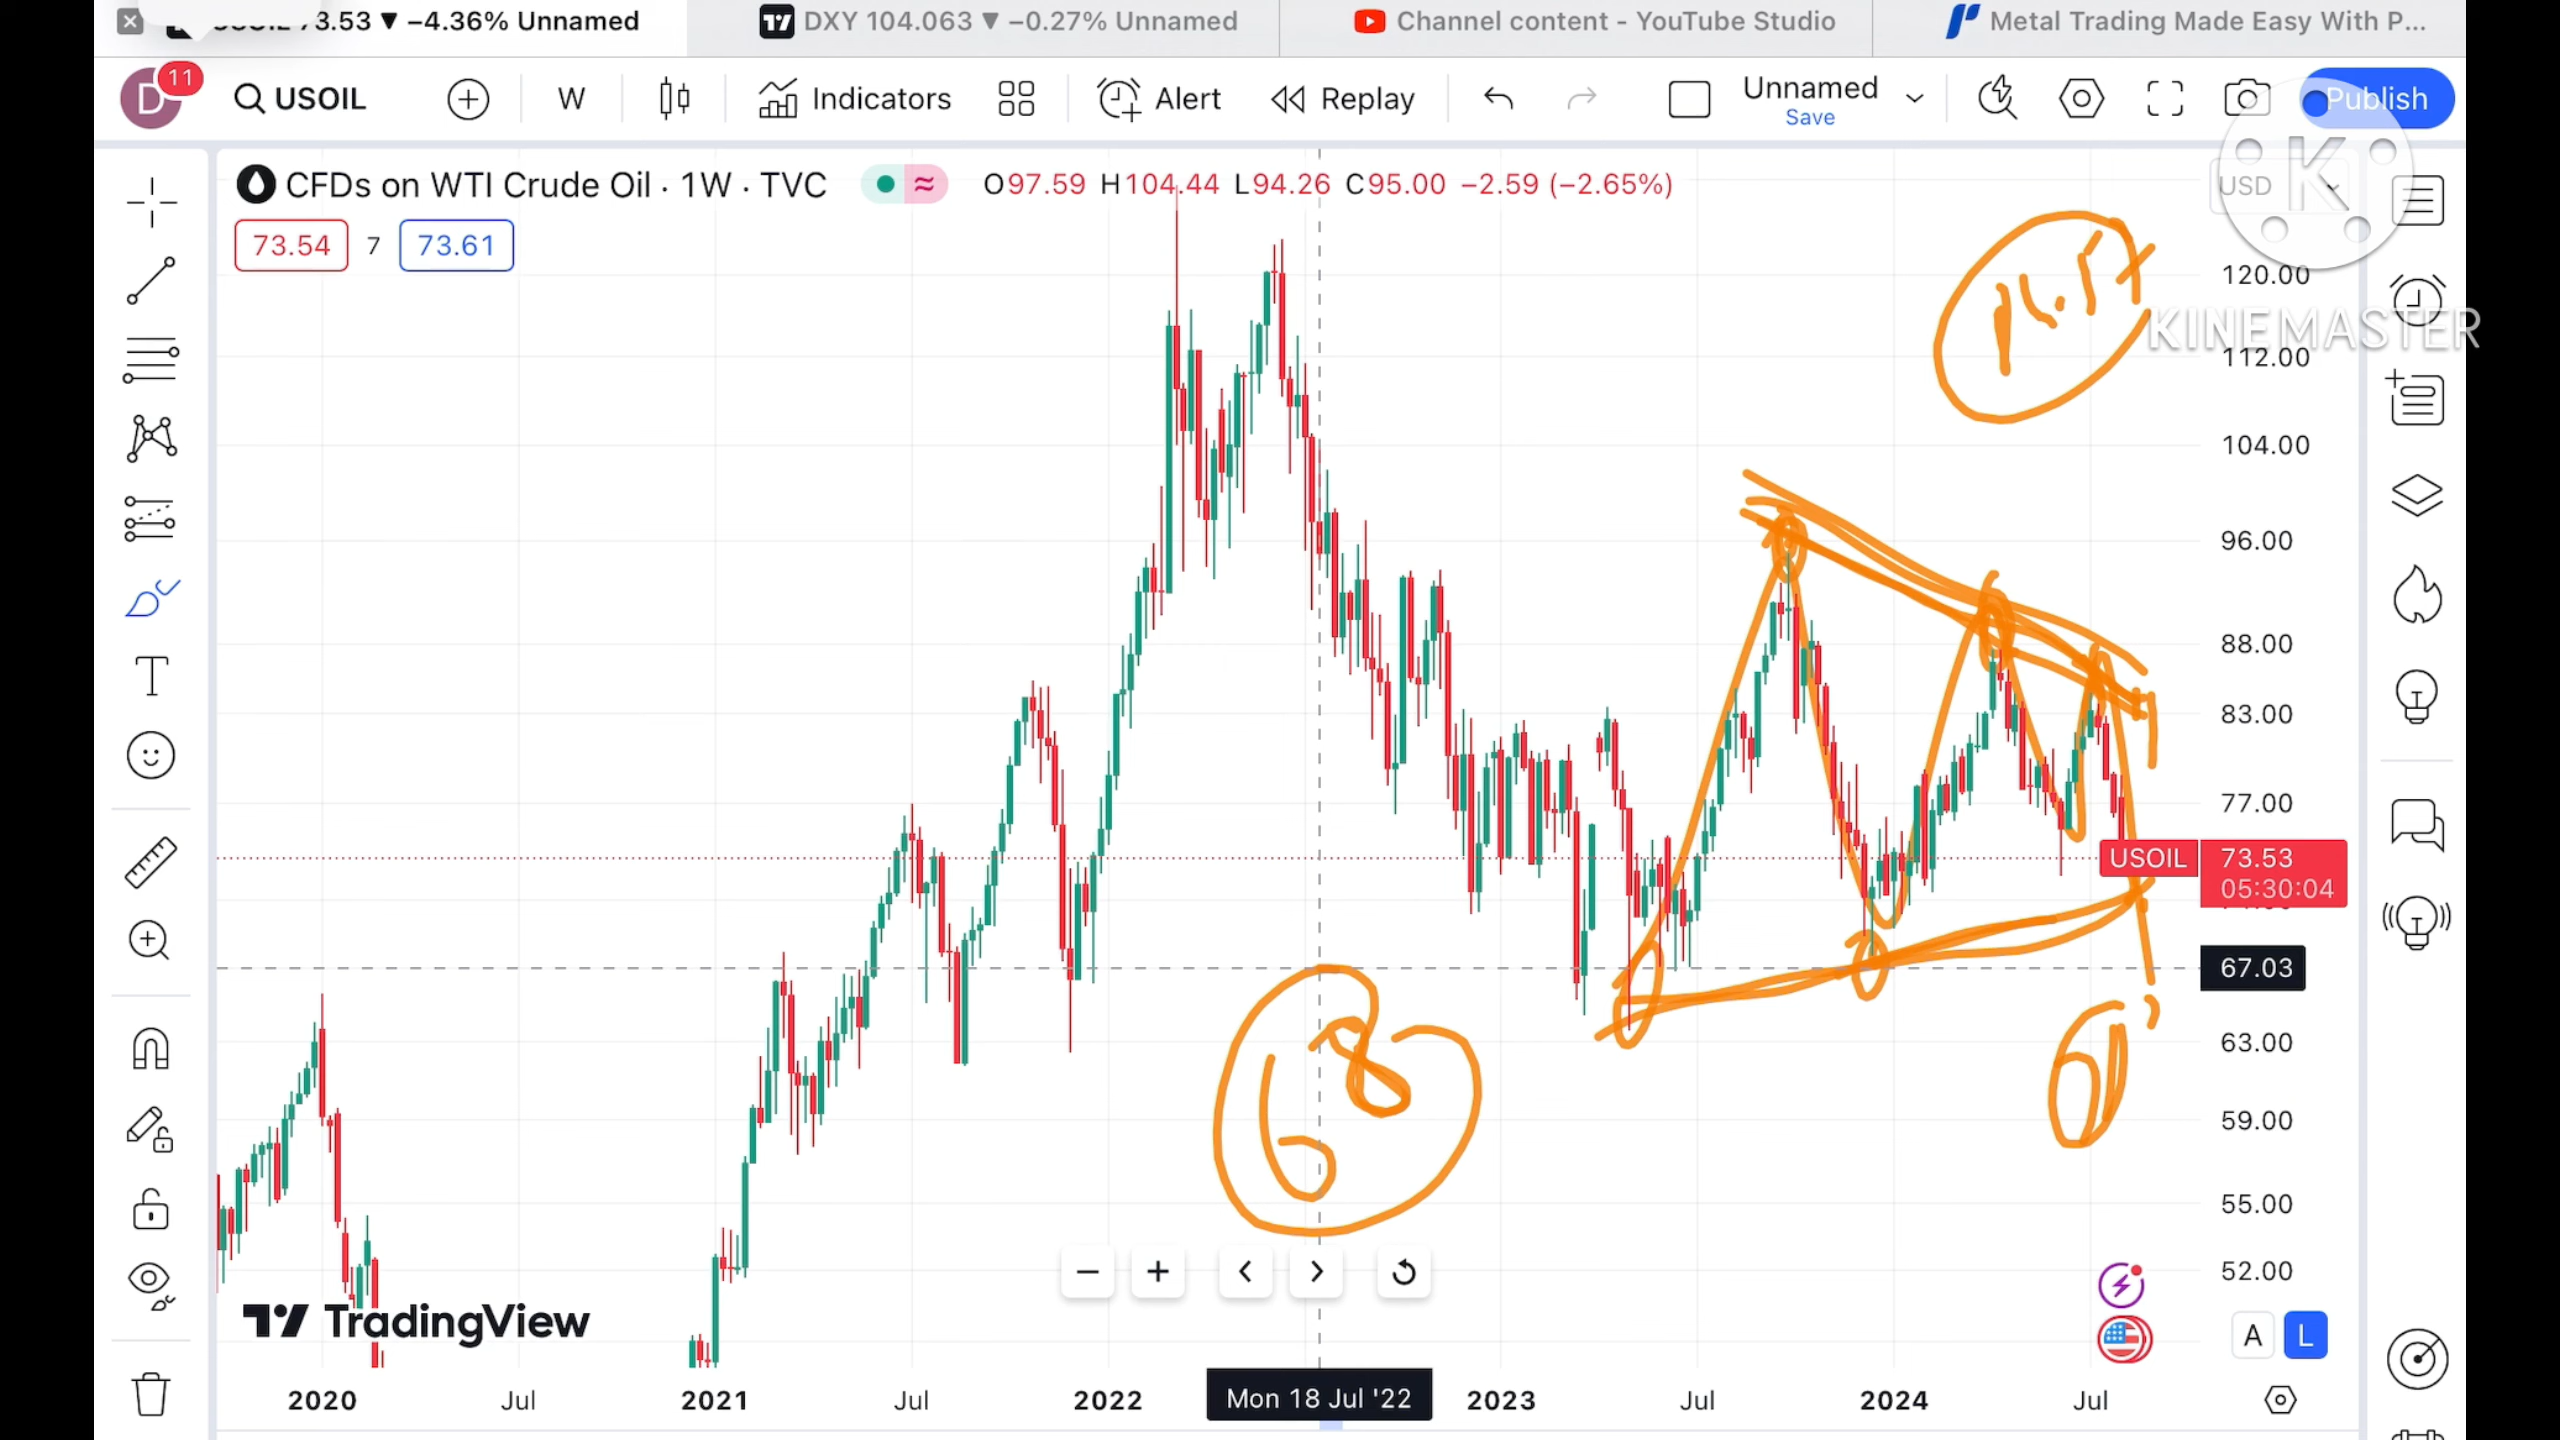 73.53 ▼ −4.36% Unnamed
DXY 104.063 ▼ −0.27% Unnamed
Channel content - YouTube Studio
Metal Trading Made Easy With P...
D
11
USOIL
W
Indicators
Alert
Replay
Unnamed
Save
Publish
CFDs on WTI Crude Oil · 1W · TVC
O97.59 H104.44 L94.26 C95.00 −2.59 (−2.65%)
USD
K
KINEMASTER
73.54
7
73.61
120.00
112.00
104.00
96.00
88.00
83.00
77.00
USOIL
73.53
05:30:04
67.03
63.00
59.00
55.00
52.00
68
TradingView
A
L
2020
Jul
2021
Jul
2022
Mon 18 Jul '22
2023
Jul
2024
Jul